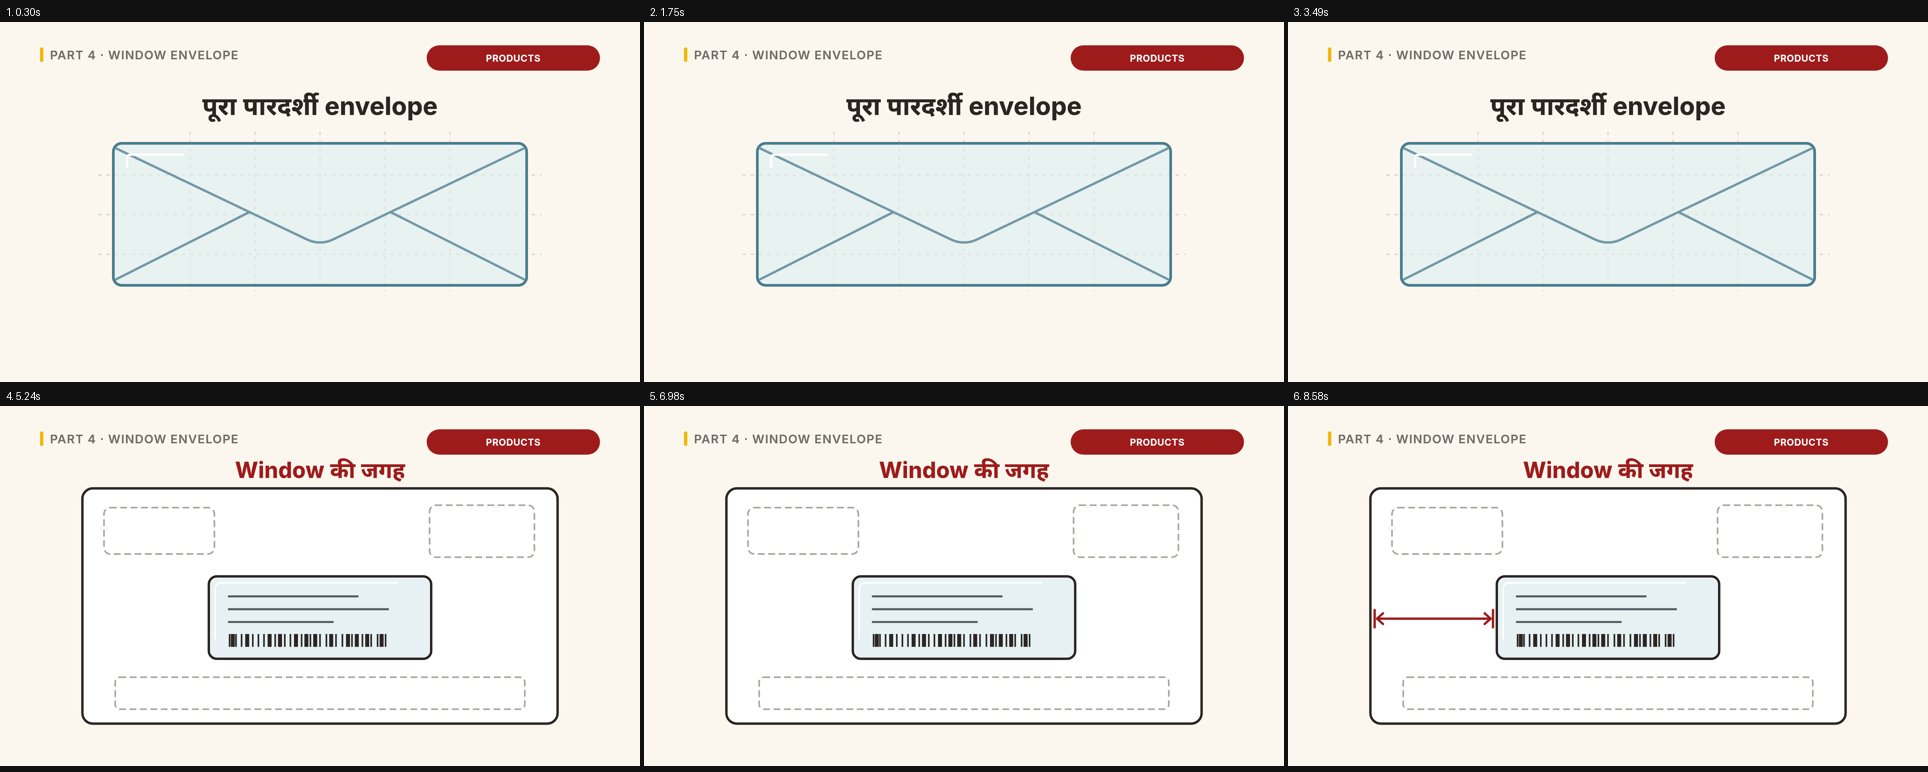 1. 0.30s
PART 4 · WINDOW ENVELOPE
PRODUCTS
पूरा पारदर्शी envelope
2. 1.75s
PART 4 · WINDOW ENVELOPE
PRODUCTS
पूरा पारदर्शी envelope
3. 3.49s
PART 4 · WINDOW ENVELOPE
PRODUCTS
पूरा पारदर्शी envelope
4. 5.24s
PART 4 · WINDOW ENVELOPE
PRODUCTS
Window की जगह
5. 6.98s
PART 4 · WINDOW ENVELOPE
PRODUCTS
Window की जगह
6. 8.58s
PART 4 · WINDOW ENVELOPE
PRODUCTS
Window की जगह